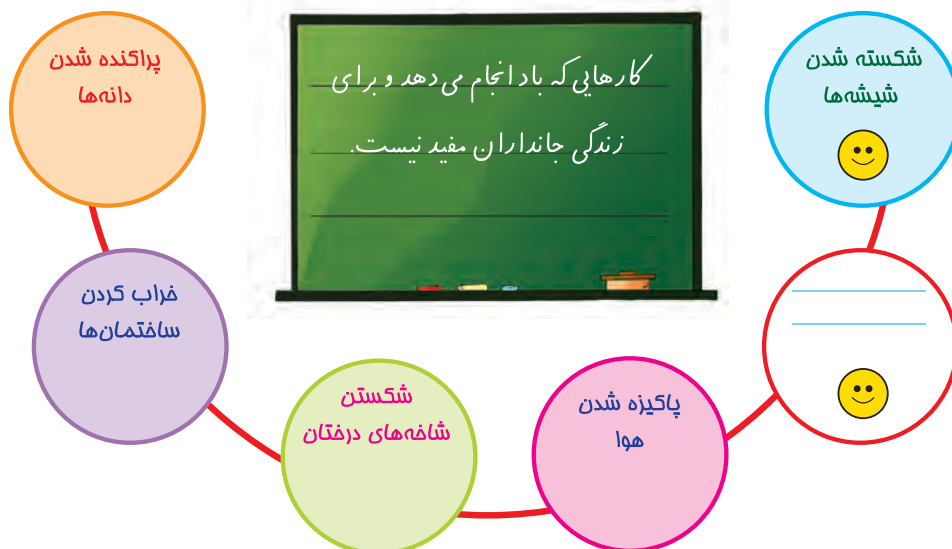 کارهایی که باد انجام می‌دهد و برای
زندگی جانداران مفید نیست.
شکسته شدن
شیشه‌ها
پاکیزه شدن
هوا
شکستن
شاخه‌های درختان
خراب کردن
ساختمان‌ها
پراکنده شدن
دانه‌ها